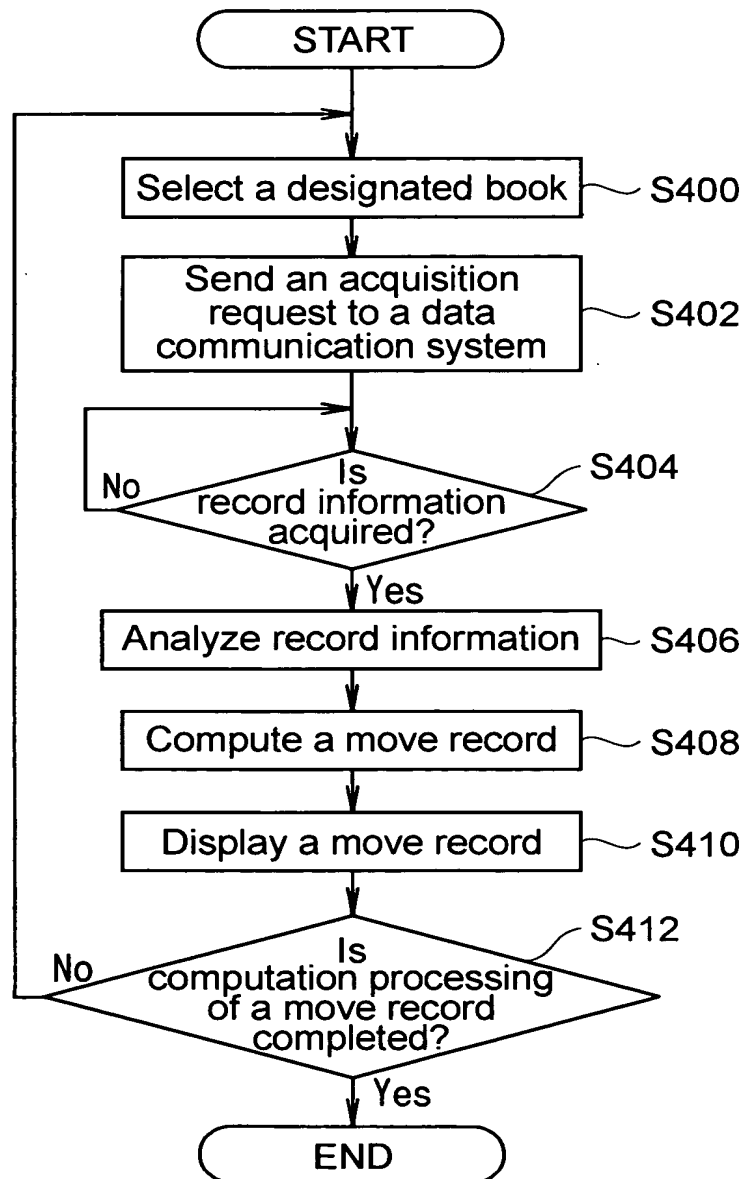 START
Select a designated book
S400
Send an acquisition
request to a data
communication system
S402
Is
record information
acquired?
S404
No
Yes
Analyze record information
S406
Compute a move record
S408
Display a move record
S410
Is
computation processing
of a move record
completed?
S412
No
Yes
END